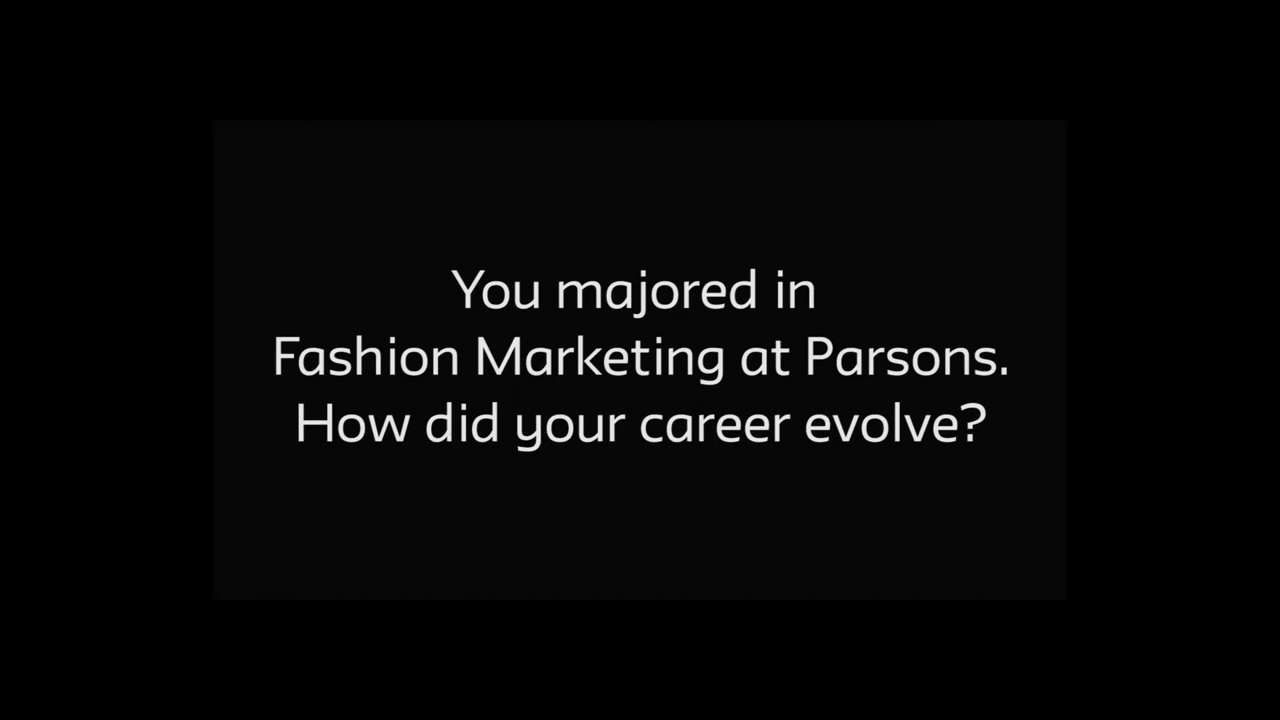 You majored in
Fashion Marketing at Parsons.
How did your career evolve?